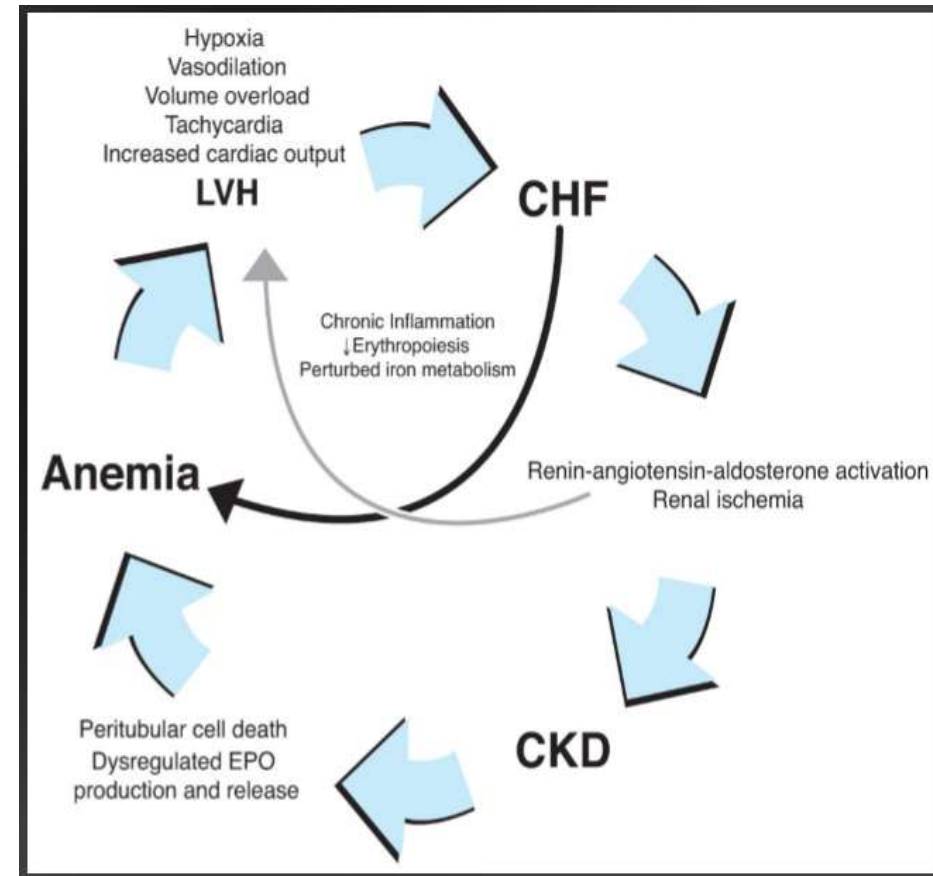 Hypoxia
Vasodilation
Volume overload
Tachycardia
Increased cardiac output
LVH
CHF
Chronic Inflammation
↓Erythropoiesis
Perturbed iron metabolism
Anemia
Renin-angiotensin-aldosterone activation
Renal ischemia
Peritubular cell death
Dysregulated EPO
production and release
CKD